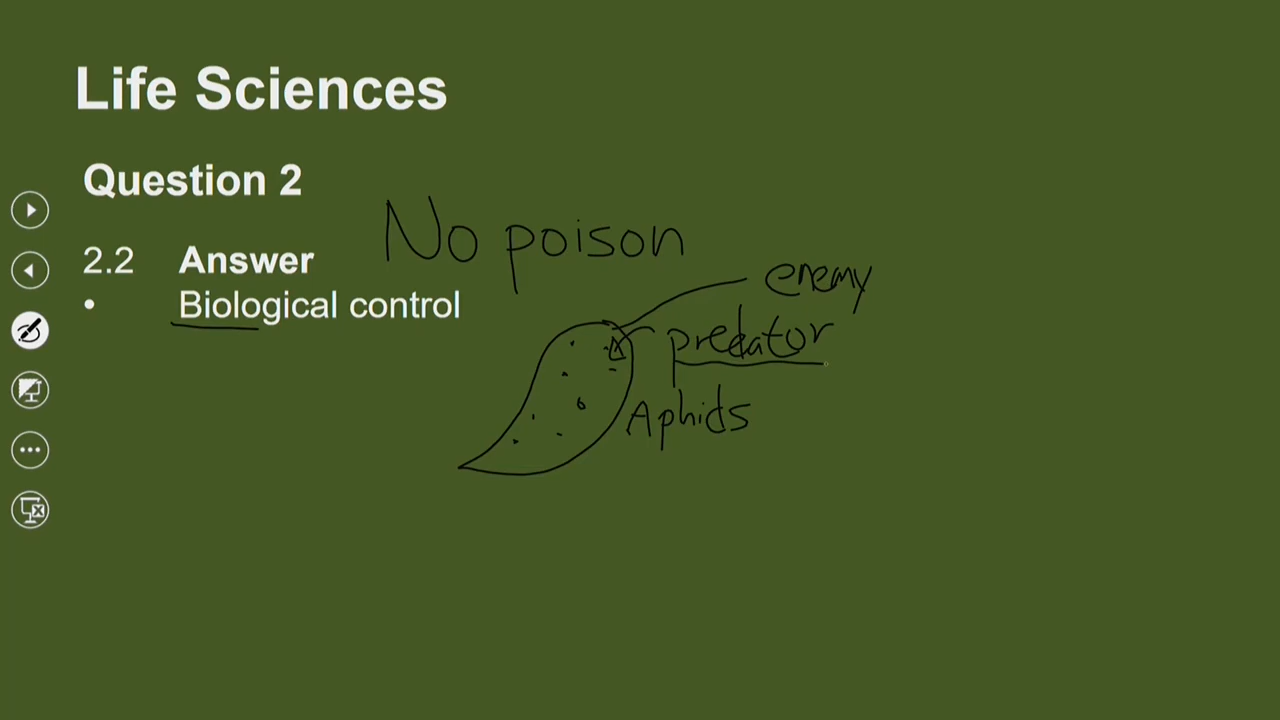 Life Sciences
Question 2
No poison
2.2 Answer
enemy
• Biological control
predator
Aphids